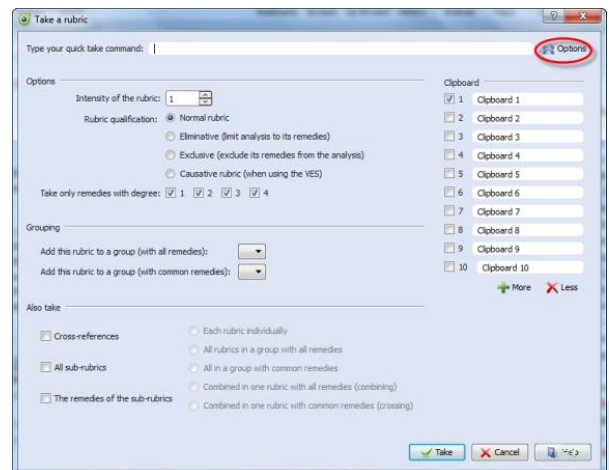 Take a rubric
Type your quick take command:
Options
Options
Intensity of the rubric: 1
Rubric qualification: Normal rubric
Eliminative (limit analysis to its remedies)
Exclusive (exclude its remedies from the analysis)
Causative rubric (when using the VES)
Take only remedies with degree: 1 2 3 4
Grouping
Add this rubric to a group (with all remedies):
Add this rubric to a group (with common remedies):
Also take
Cross-references
All sub-rubrics
The remedies of the sub-rubrics
Each rubric individually
All rubrics in a group with all remedies
All in a group with common remedies
Combined in one rubric with all remedies (combining)
Combined in one rubric with common remedies (crossing)
Clipboard
1 Clipboard 1
2 Clipboard 2
3 Clipboard 3
4 Clipboard 4
5 Clipboard 5
6 Clipboard 6
7 Clipboard 7
8 Clipboard 8
9 Clipboard 9
10 Clipboard 10
More Less
Take Cancel